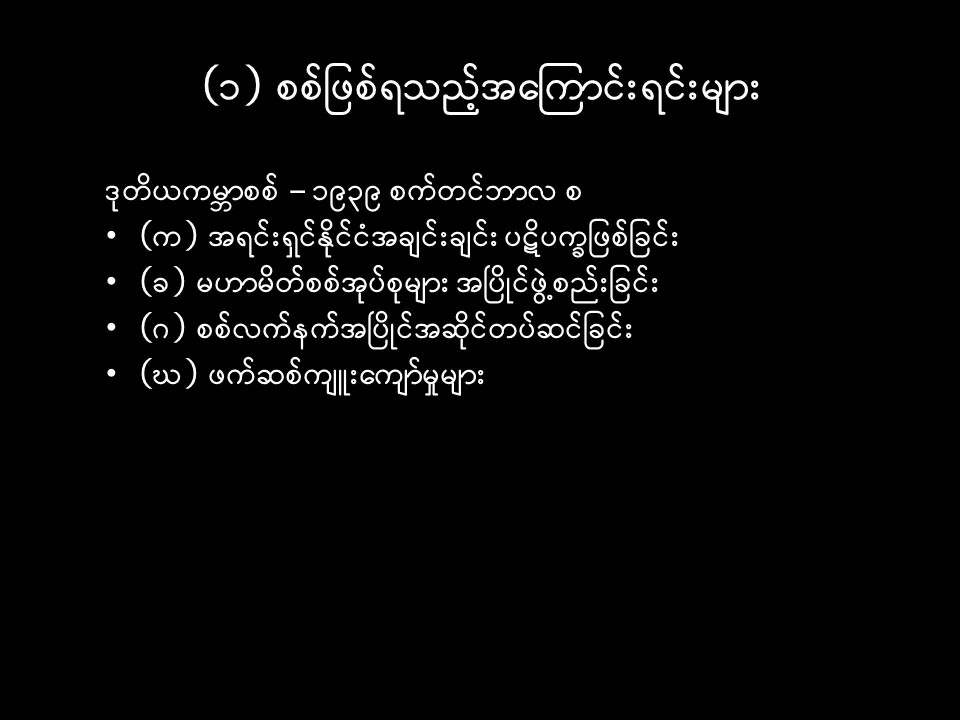 (၁) စစ်ဖြစ်ရသည့်အကြောင်းရင်းများ
ဒုတိယကမ္ဘာစစ် – ၁၉၃၉ စက်တင်ဘာလ စ
• (က) အရင်းရှင်နိုင်ငံအချင်းချင်း ပဋိပက္ခဖြစ်ခြင်း
• (ခ) မဟာမိတ်စစ်အုပ်စုများ အပြိုင်ဖွဲ့စည်းခြင်း
• (ဂ) စစ်လက်နက်အပြိုင်အဆိုင်တပ်ဆင်ခြင်း
• (ဃ) ဖက်ဆစ်ကျူးကျော်မှုများ